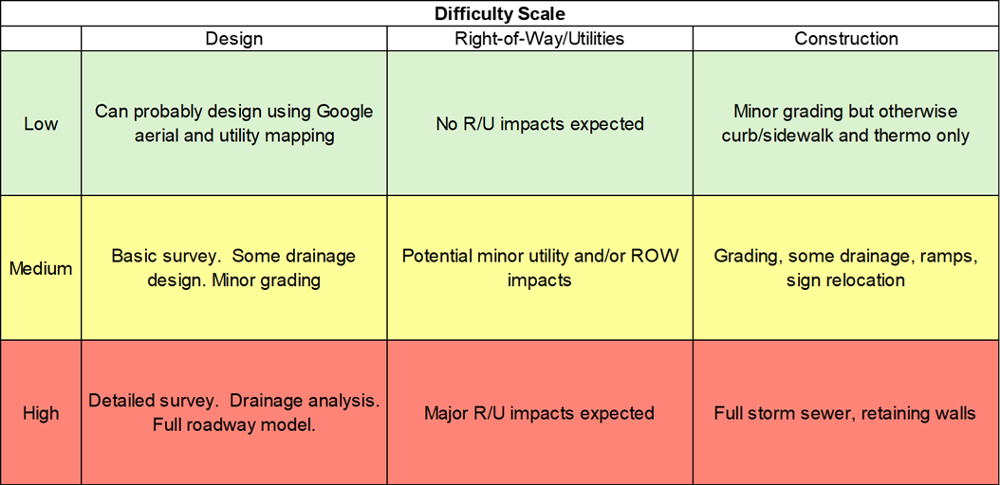 Difficulty Scale
Design
Right-of-Way/Utilities
Construction
Low
Can probably design using Google
aerial and utility mapping
No R/U impacts expected
Minor grading but otherwise
curb/sidewalk and thermo only
Medium
Basic survey.  Some drainage
design. Minor grading
Potential minor utility and/or ROW
impacts
Grading, some drainage, ramps,
sign relocation
High
Detailed survey.  Drainage analysis.
Full roadway model.
Major R/U impacts expected
Full storm sewer, retaining walls